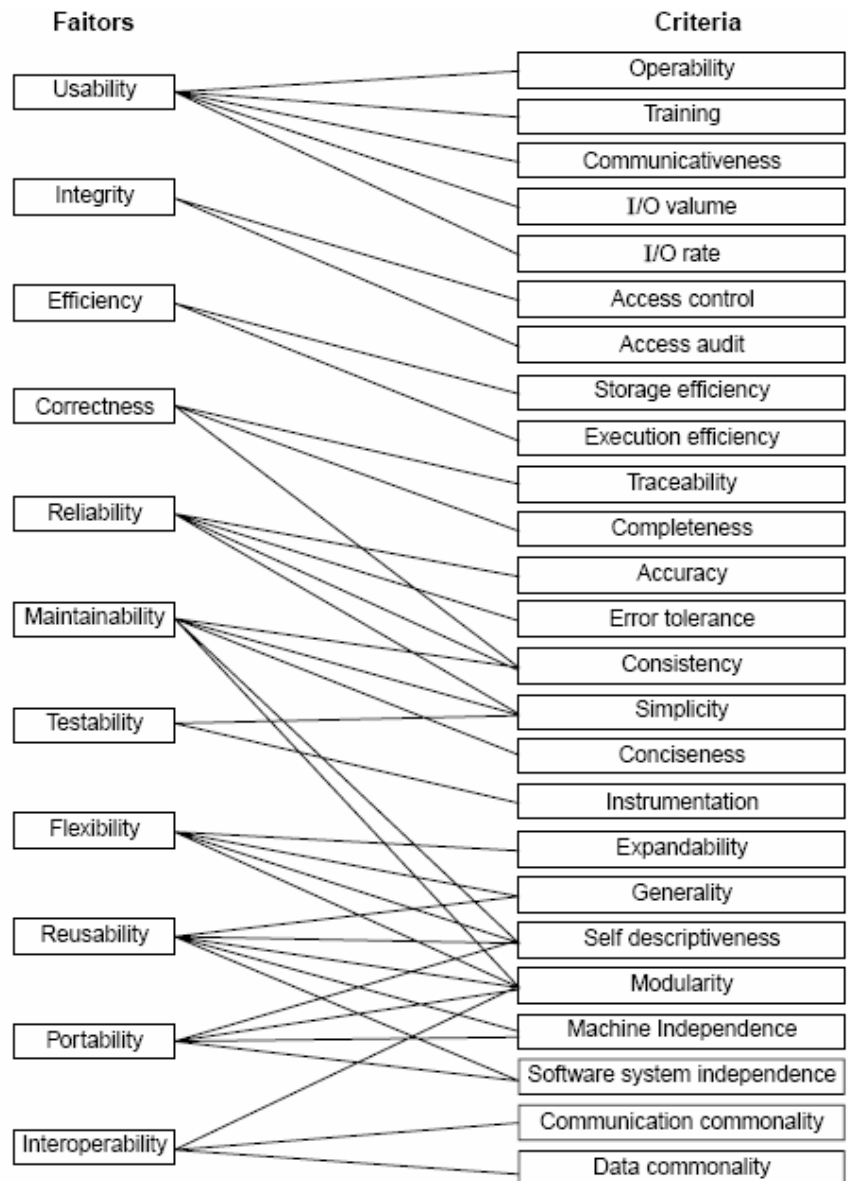 Faitors
Criteria
Usability
Integrity
Efficiency
Correctness
Reliability
Maintainability
Testability
Flexibility
Reusability
Portability
Interoperability
Operability
Training
Communicativeness
I/O valume
I/O rate
Access control
Access audit
Storage efficiency
Execution efficiency
Traceability
Completeness
Accuracy
Error tolerance
Consistency
Simplicity
Conciseness
Instrumentation
Expandability
Generality
Self descriptiveness
Modularity
Machine Independence
Software system independence
Communication commonality
Data commonality